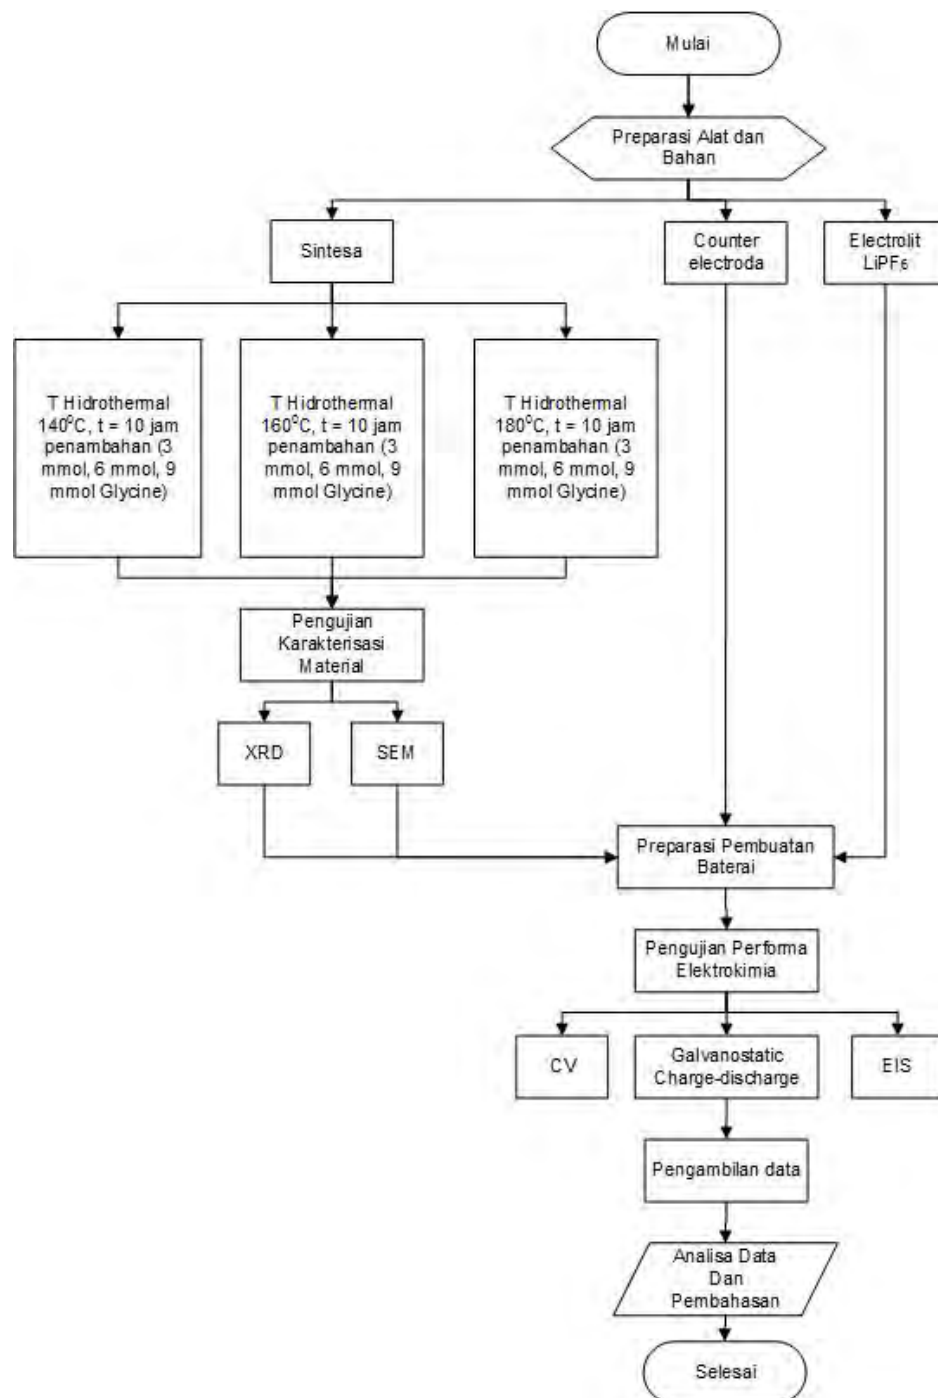 Mulai
Preparasi Alat dan
Bahan
Sintesa
Counter
electroda
Electrolit
LiPF₆
T Hidrothermal
140⁰C, t = 10 jam
penambahan (3
mmol, 6 mmol, 9
mmol Glycine)
T Hidrothermal
160⁰C, t = 10 jam
penambahan (3
mmol, 6 mmol, 9
mmol Glycine)
T Hidrothermal
180⁰C, t = 10 jam
penambahan (3
mmol, 6 mmol, 9
mmol Glycine)
Pengujian
Karakterisasi
Material
XRD
SEM
Preparasi Pembuatan
Baterai
Pengujian Performa
Elektrokimia
CV
Galvanostatic
Charge-discharge
EIS
Pengambilan data
Analisa Data
Dan
Pembahasan
Selesai